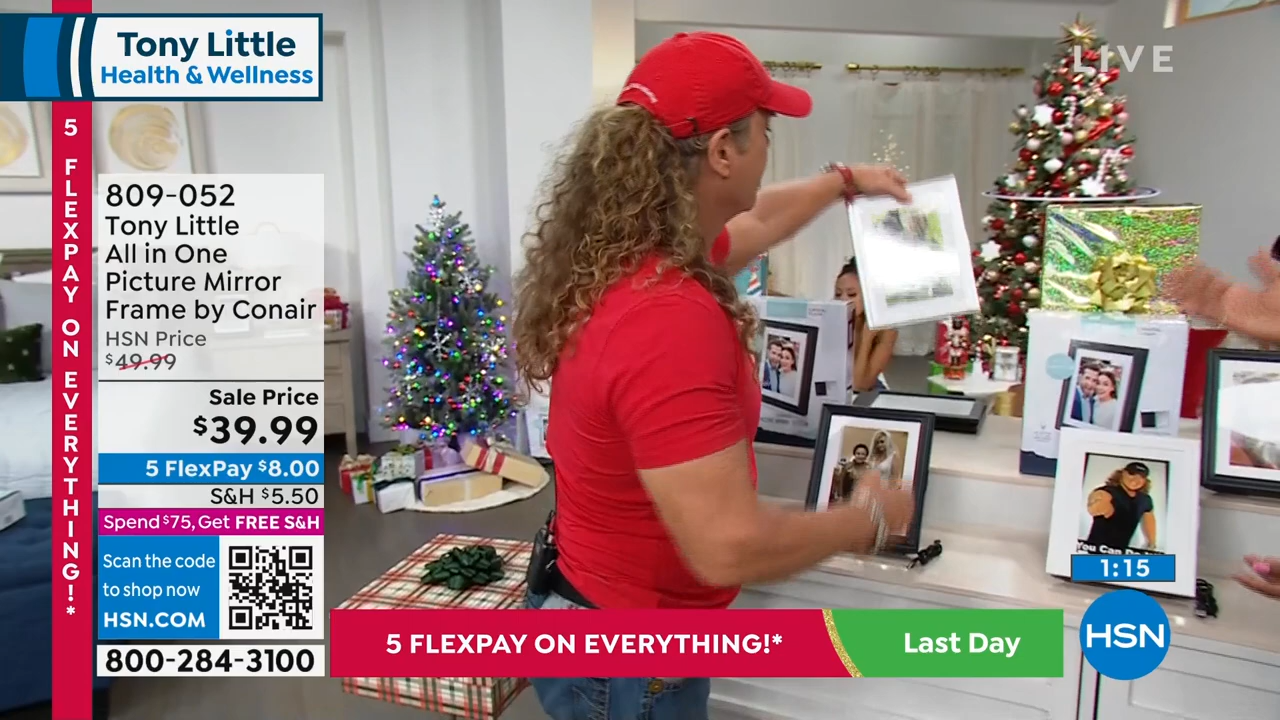 Tony Little
Health & Wellness
LIVE
5 FLEXPAY ON EVERYTHING!*
809-052
Tony Little
All in One
Picture Mirror
Frame by Conair
HSN Price
$49.99
Sale Price
$39.99
5 FlexPay $8.00
S&H $5.50
Spend $75, Get FREE S&H
Scan the code
to shop now
HSN.COM
800-284-3100
You Can Do
1:15
5 FLEXPAY ON EVERYTHING!*
Last Day
HSN